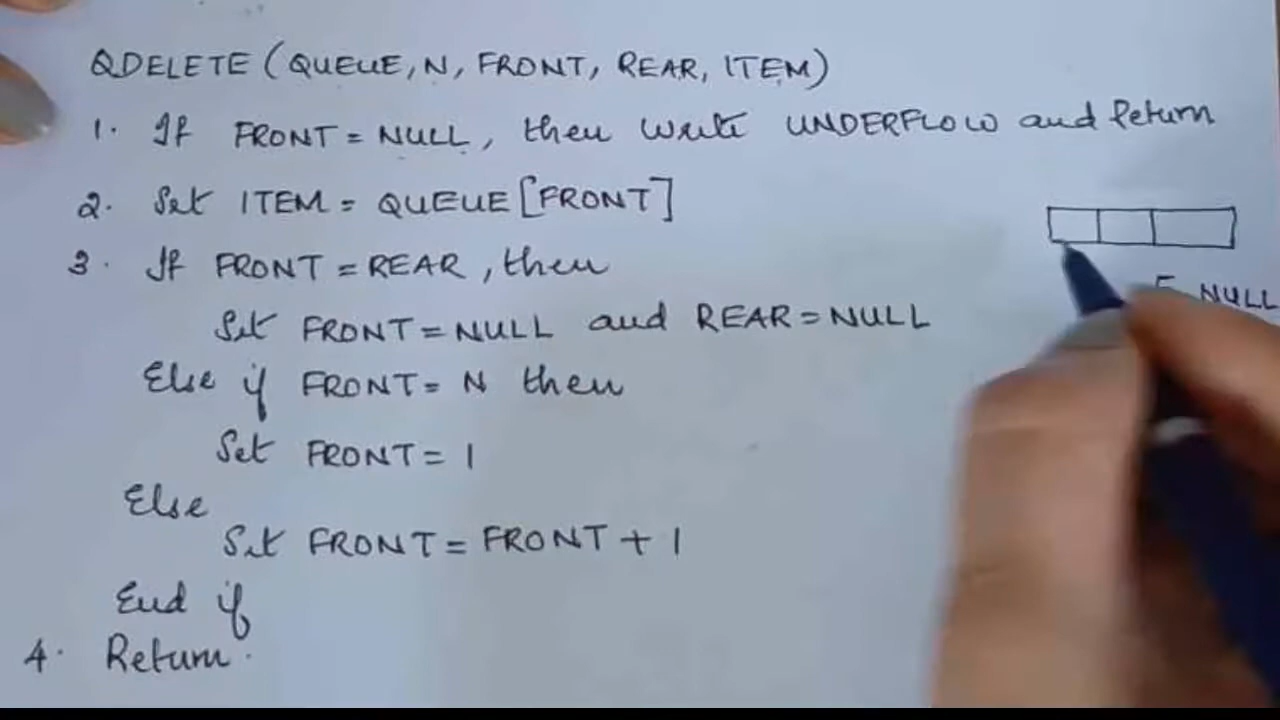 QDELETE (QUEUE, N, FRONT, REAR, ITEM)
1. If FRONT = NULL, then write UNDERFLOW and Return
2. Set ITEM = QUEUE [FRONT]
3. If FRONT = REAR, then
Set FRONT = NULL and REAR = NULL
Else if FRONT = N then
Set FRONT = 1
Else
Set FRONT = FRONT + 1
End if
4. Return.
NULL